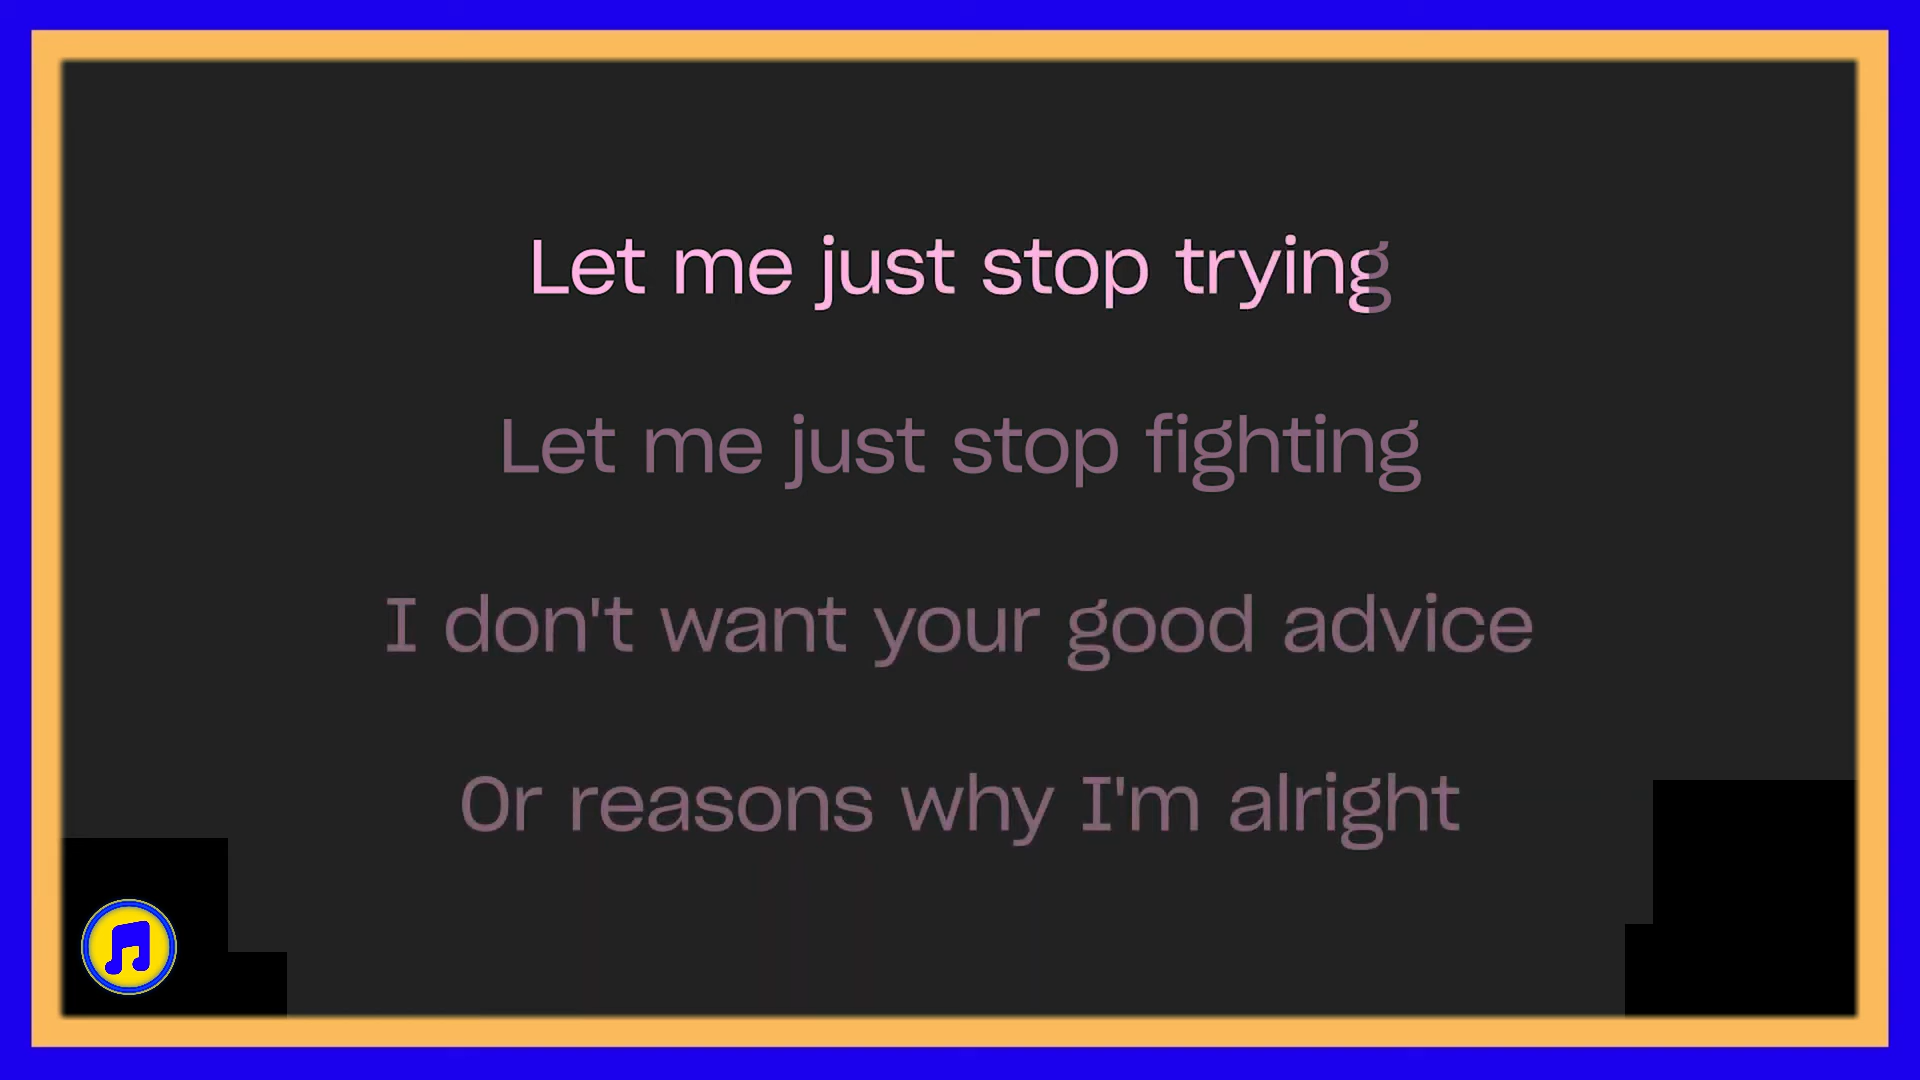 Let me just stop trying
Let me just stop fighting
I don't want your good advice
Or reasons why I'm alright